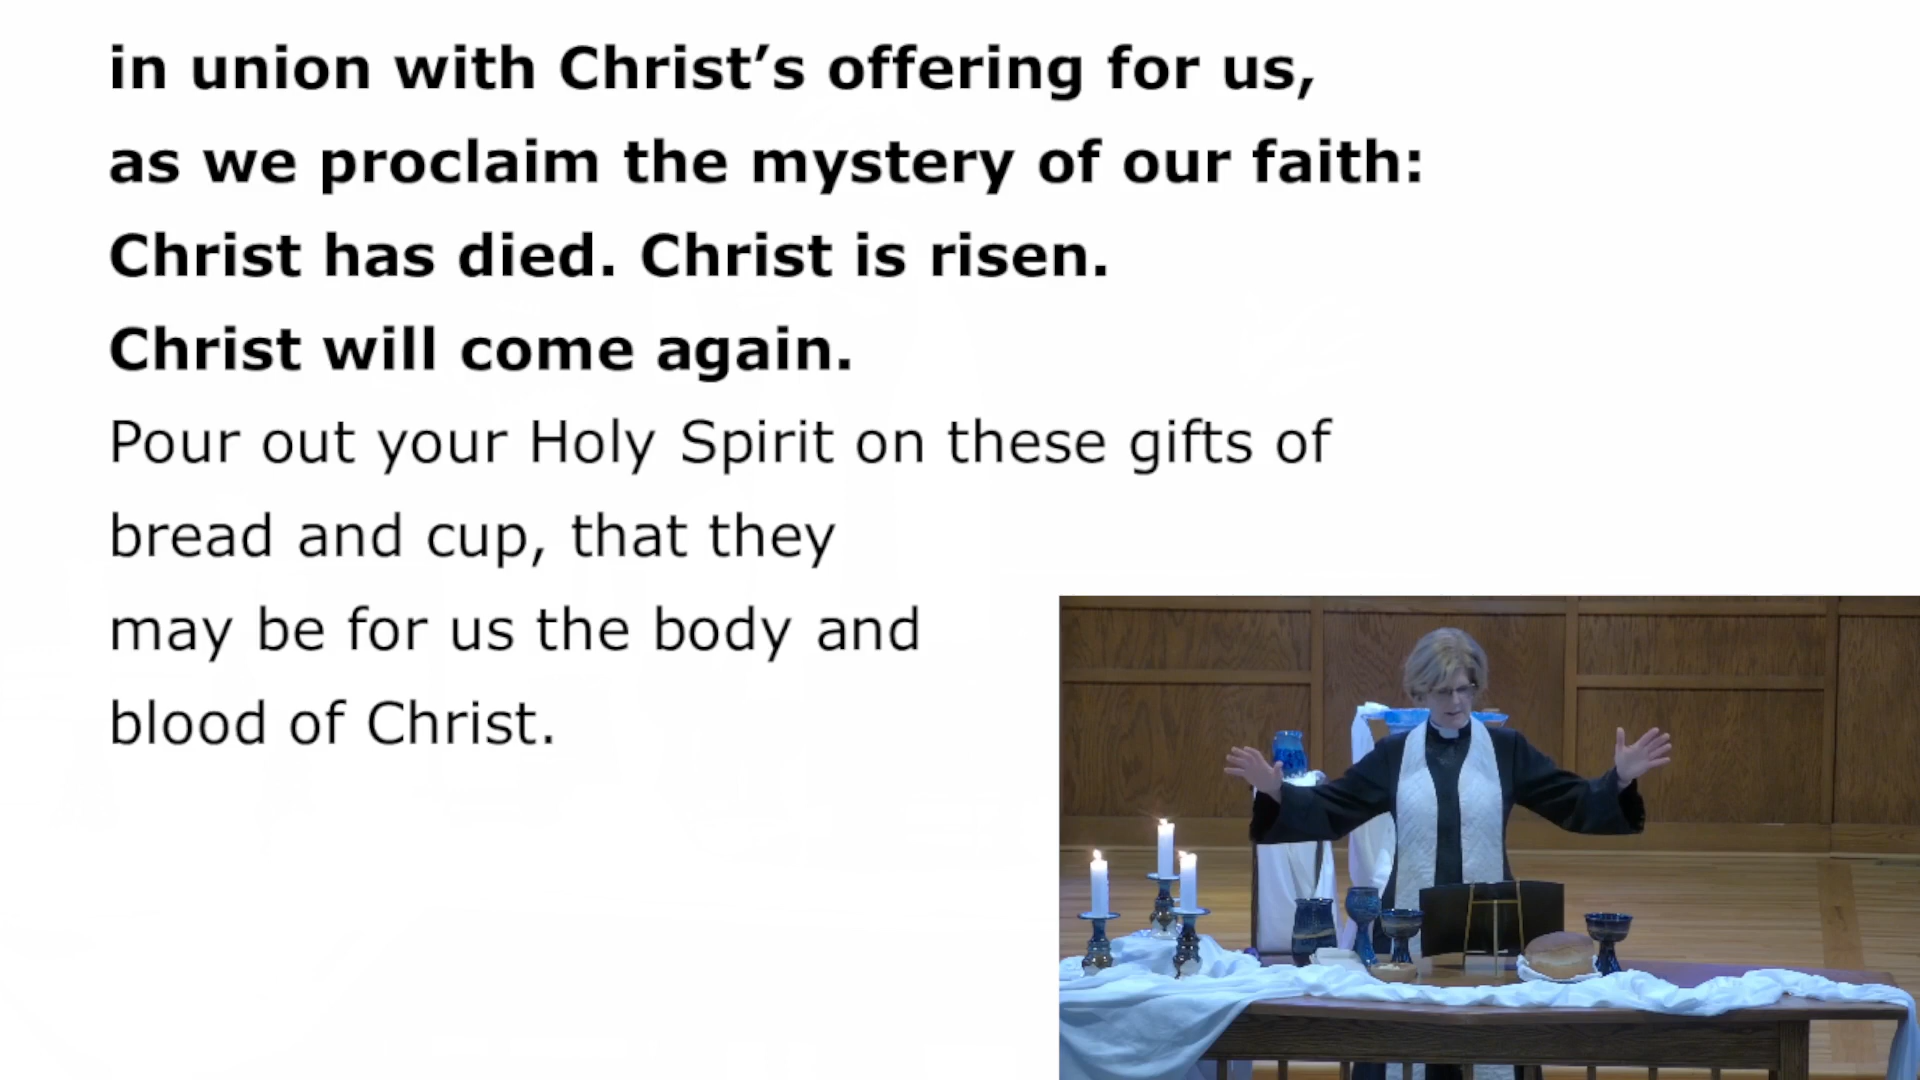 in union with Christ’s offering for us,
as we proclaim the mystery of our faith:
Christ has died. Christ is risen.
Christ will come again.
Pour out your Holy Spirit on these gifts of
bread and cup, that they
may be for us the body and
blood of Christ.